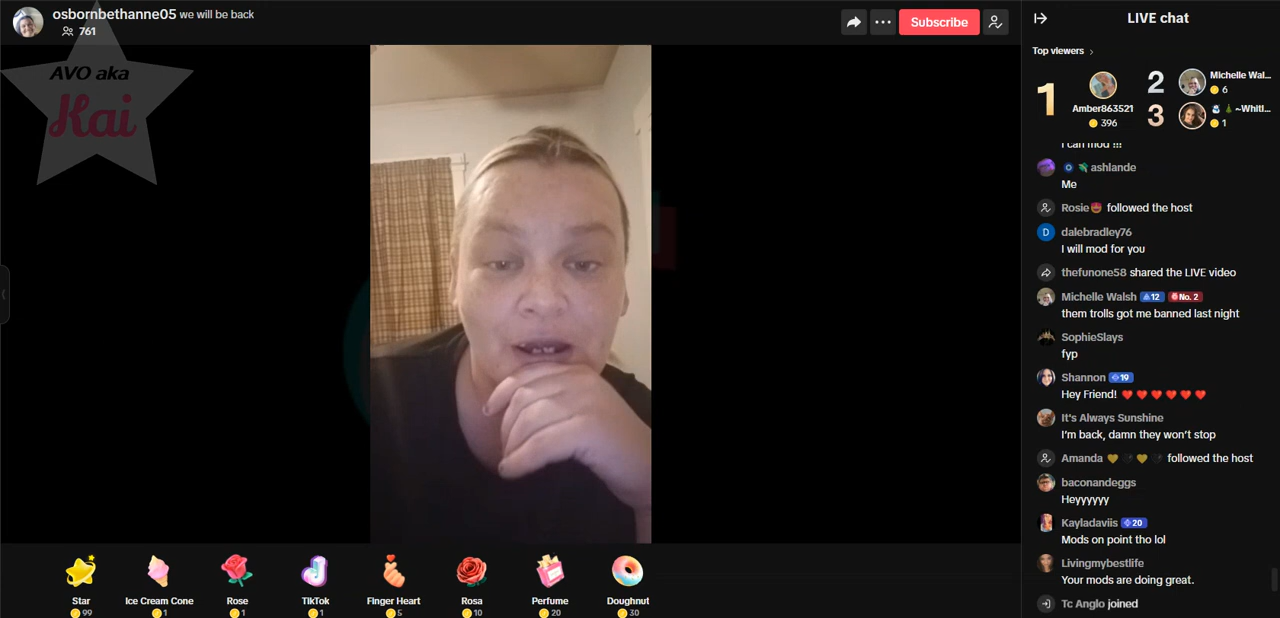 osbornbethanne05 we will be back
761
Subscribe
AVO aka
Kai
LIVE chat
Top viewers
1
Amber863521
396
2
Michelle Wal...
6
3
~Whitl...
1
I can mod !!!
ashlande
Me
Rosie followed the host
D
dalebradley76
I will mod for you
thefunone58 shared the LIVE video
Michelle Walsh 12 No. 2
them trolls got me banned last night
SophieSlays
fyp
Shannon 19
Hey Friend!
It's Always Sunshine
I'm back, damn they won't stop
Amanda followed the host
baconandeggs
Heyyyyyy
Kayladaviis 20
Mods on point tho lol
Livingmybestlife
Your mods are doing great.
Tc Anglo joined
Star
99
Ice Cream Cone
1
Rose
1
TikTok
1
Finger Heart
5
Rosa
10
Perfume
20
Doughnut
30